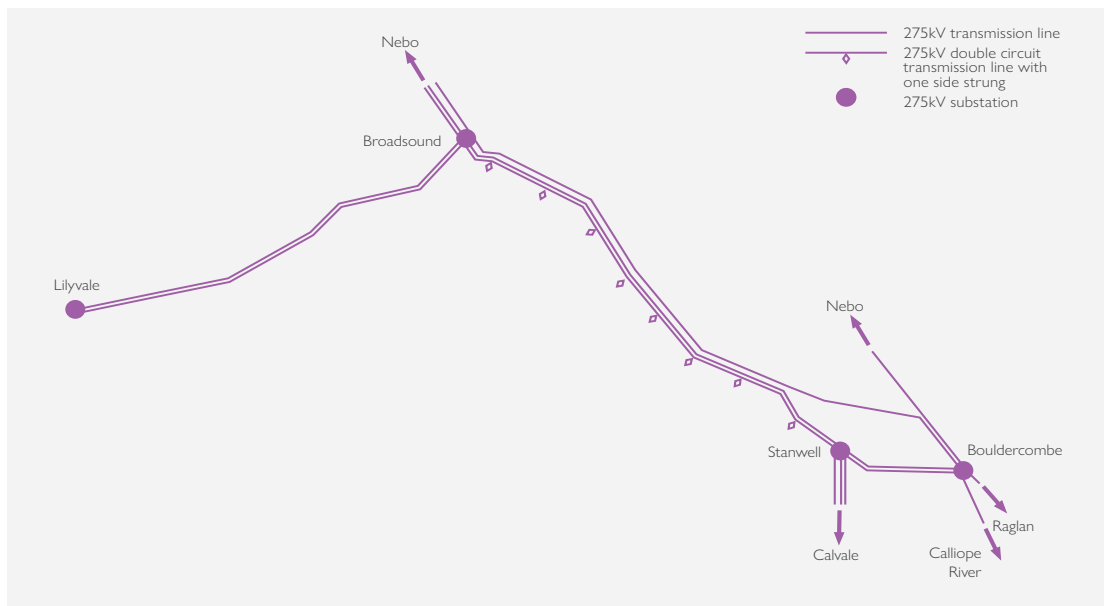 Nebo
275kV transmission line
275kV double circuit
transmission line with
one side strung
275kV substation
Broadsound
Lilyvale
Nebo
Stanwell
Bouldercombe
Raglan
Calvale
Calliope
River